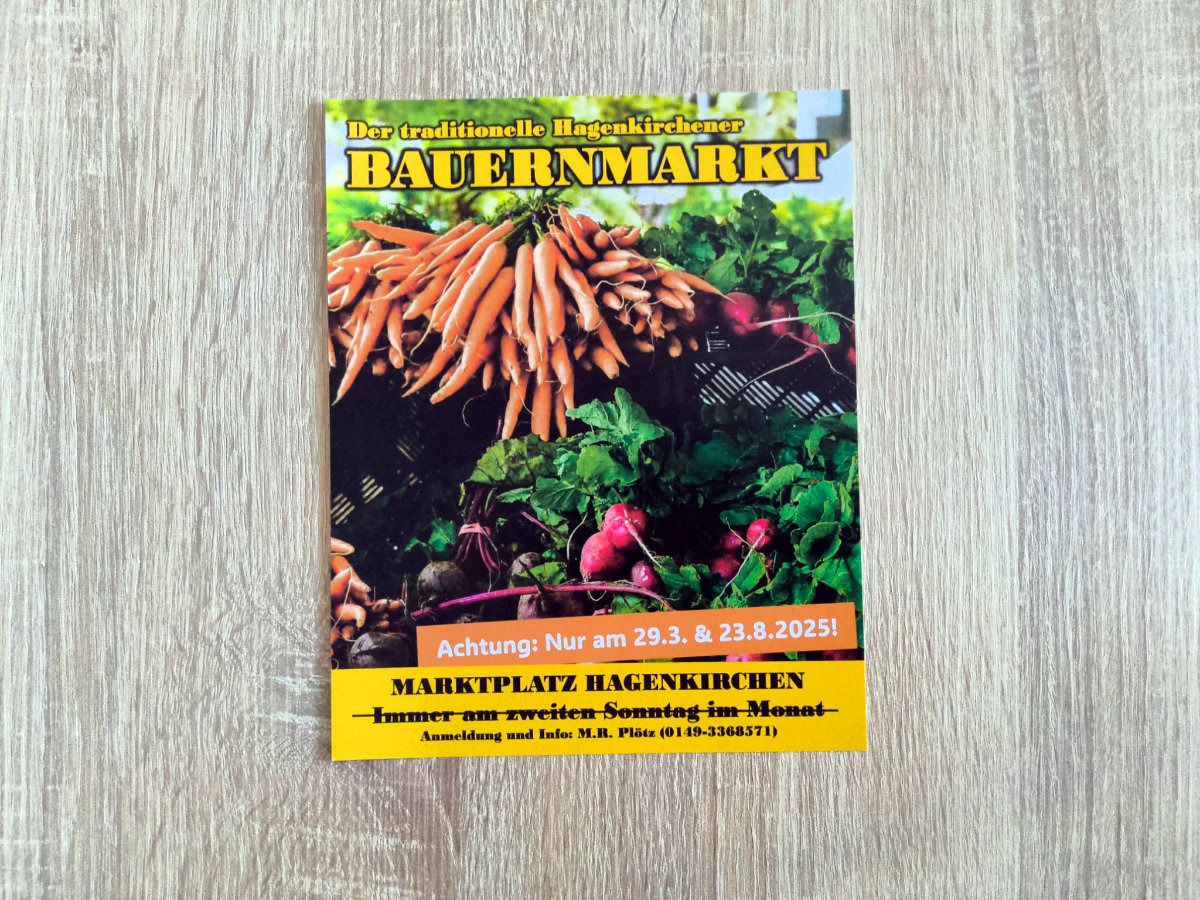 Der traditionelle Hagenkirchener
BAUERNMARKT
Achtung: Nur am 29.3. & 23.8.2025!
MARKTPLATZ HAGENKIRCHEN
Immer am zweiten Sonntag im Monat
Anmeldung und Info: M.R. Plötz (0149-3368571)